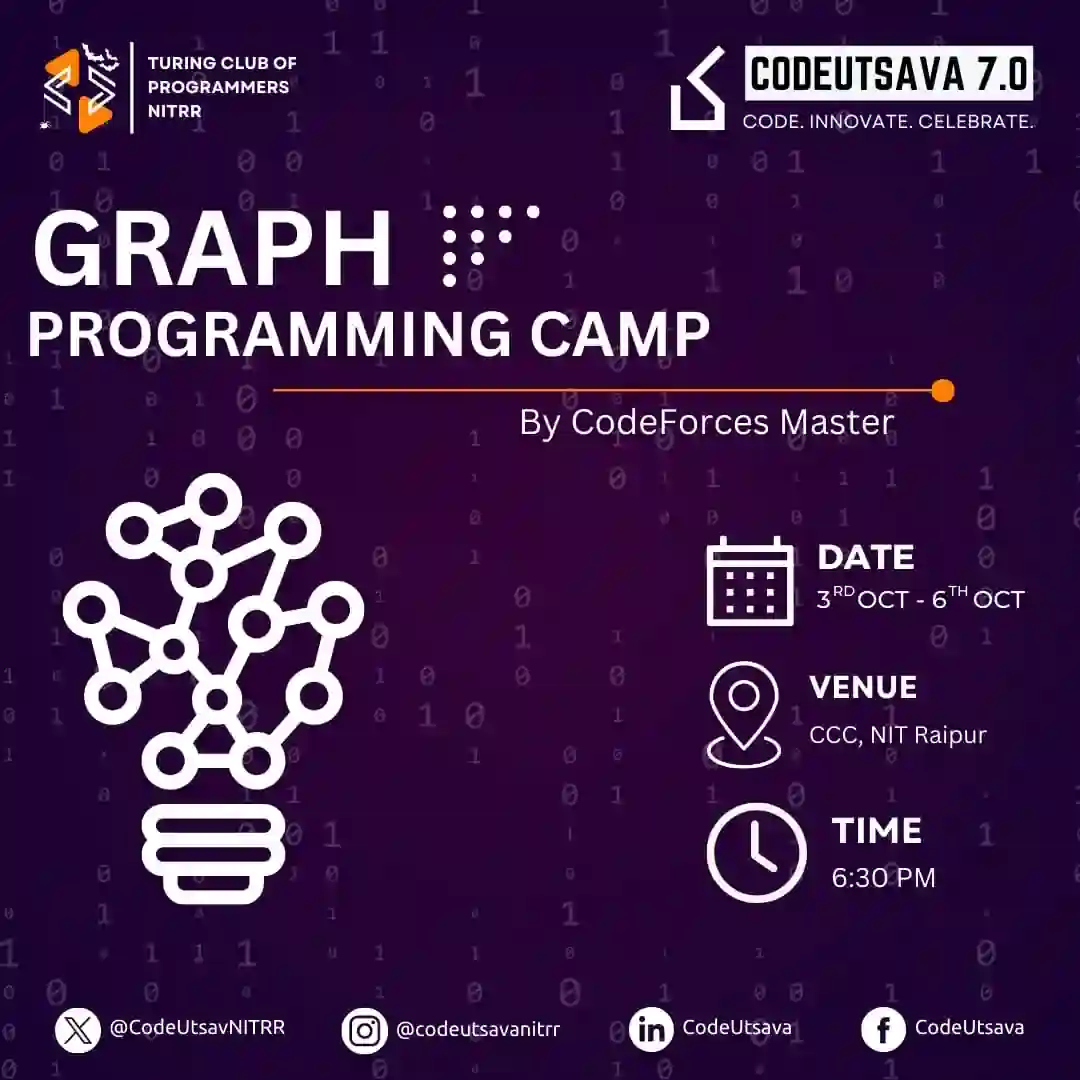 TURING CLUB OF
PROGRAMMERS
NITRR
CODEUTSAVA 7.0
CODE. INNOVATE. CELEBRATE.
GRAPH
PROGRAMMING CAMP
By CodeForces Master
DATE
3RD OCT - 6TH OCT
VENUE
CCC, NIT Raipur
TIME
6:30 PM
@CodeUtsavNITRR
@codeutsavanitrr
CodeUtsava
CodeUtsava